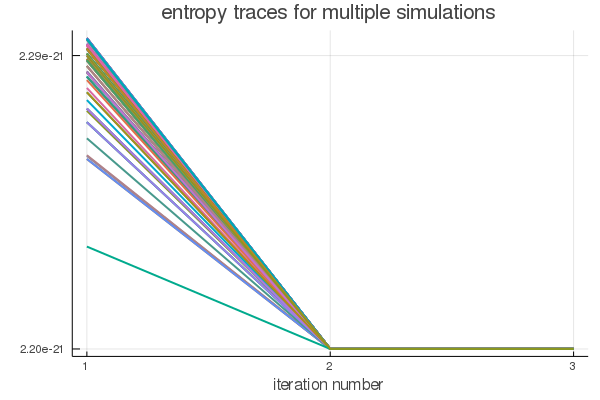 entropy traces for multiple simulations
2.29e-21
2.20e-21
1
2
3
iteration number